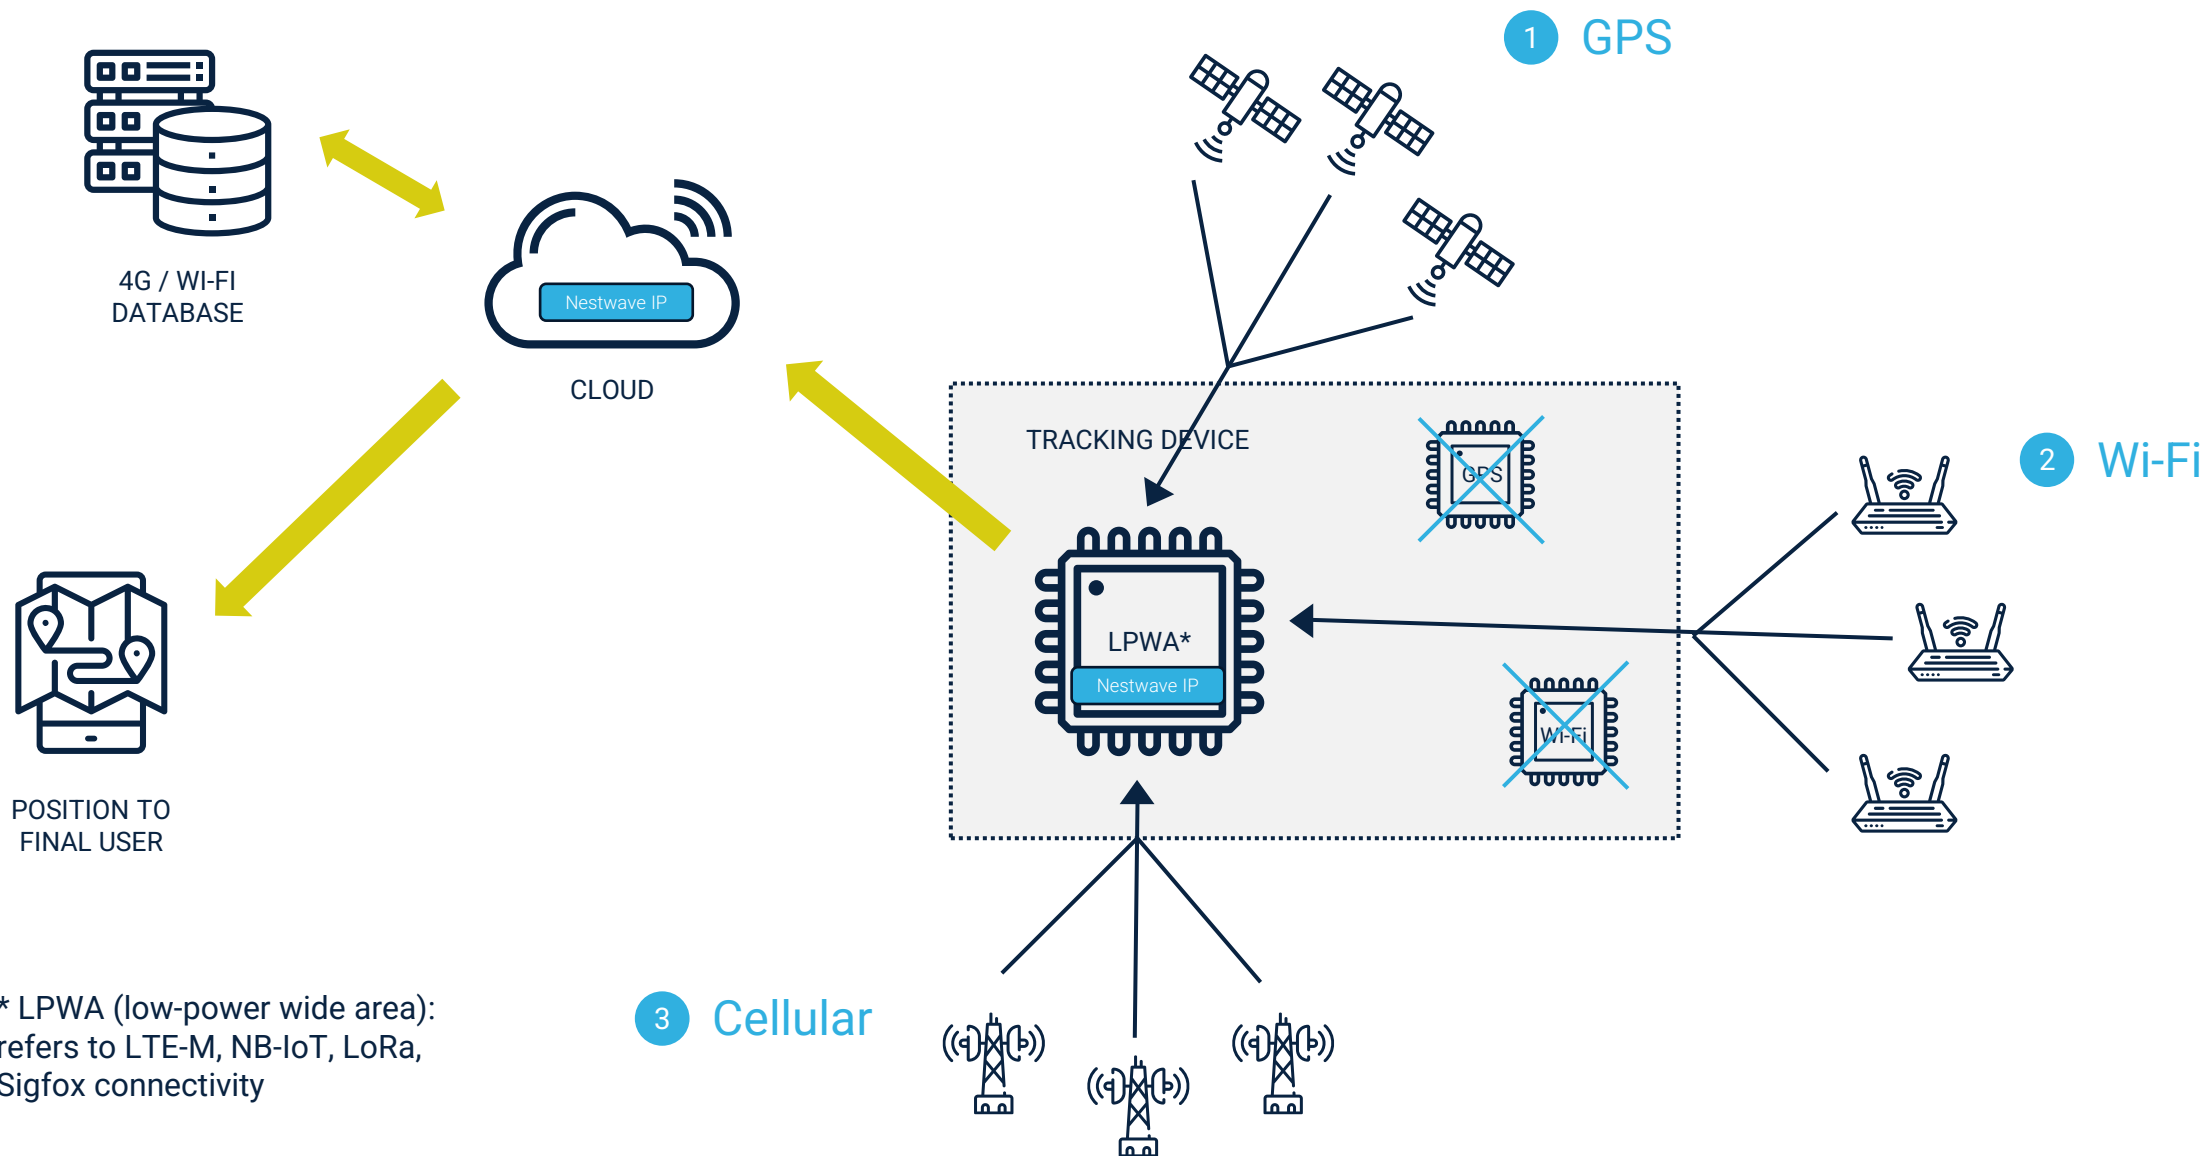 1 GPS
4G / WI-FI
DATABASE
Nestwave IP
CLOUD
TRACKING DEVICE
GPS
2 Wi-Fi
LPWA*
Nestwave IP
Wi-Fi
POSITION TO
FINAL USER
3 Cellular
* LPWA (low-power wide area):
refers to LTE-M, NB-IoT, LoRa,
Sigfox connectivity